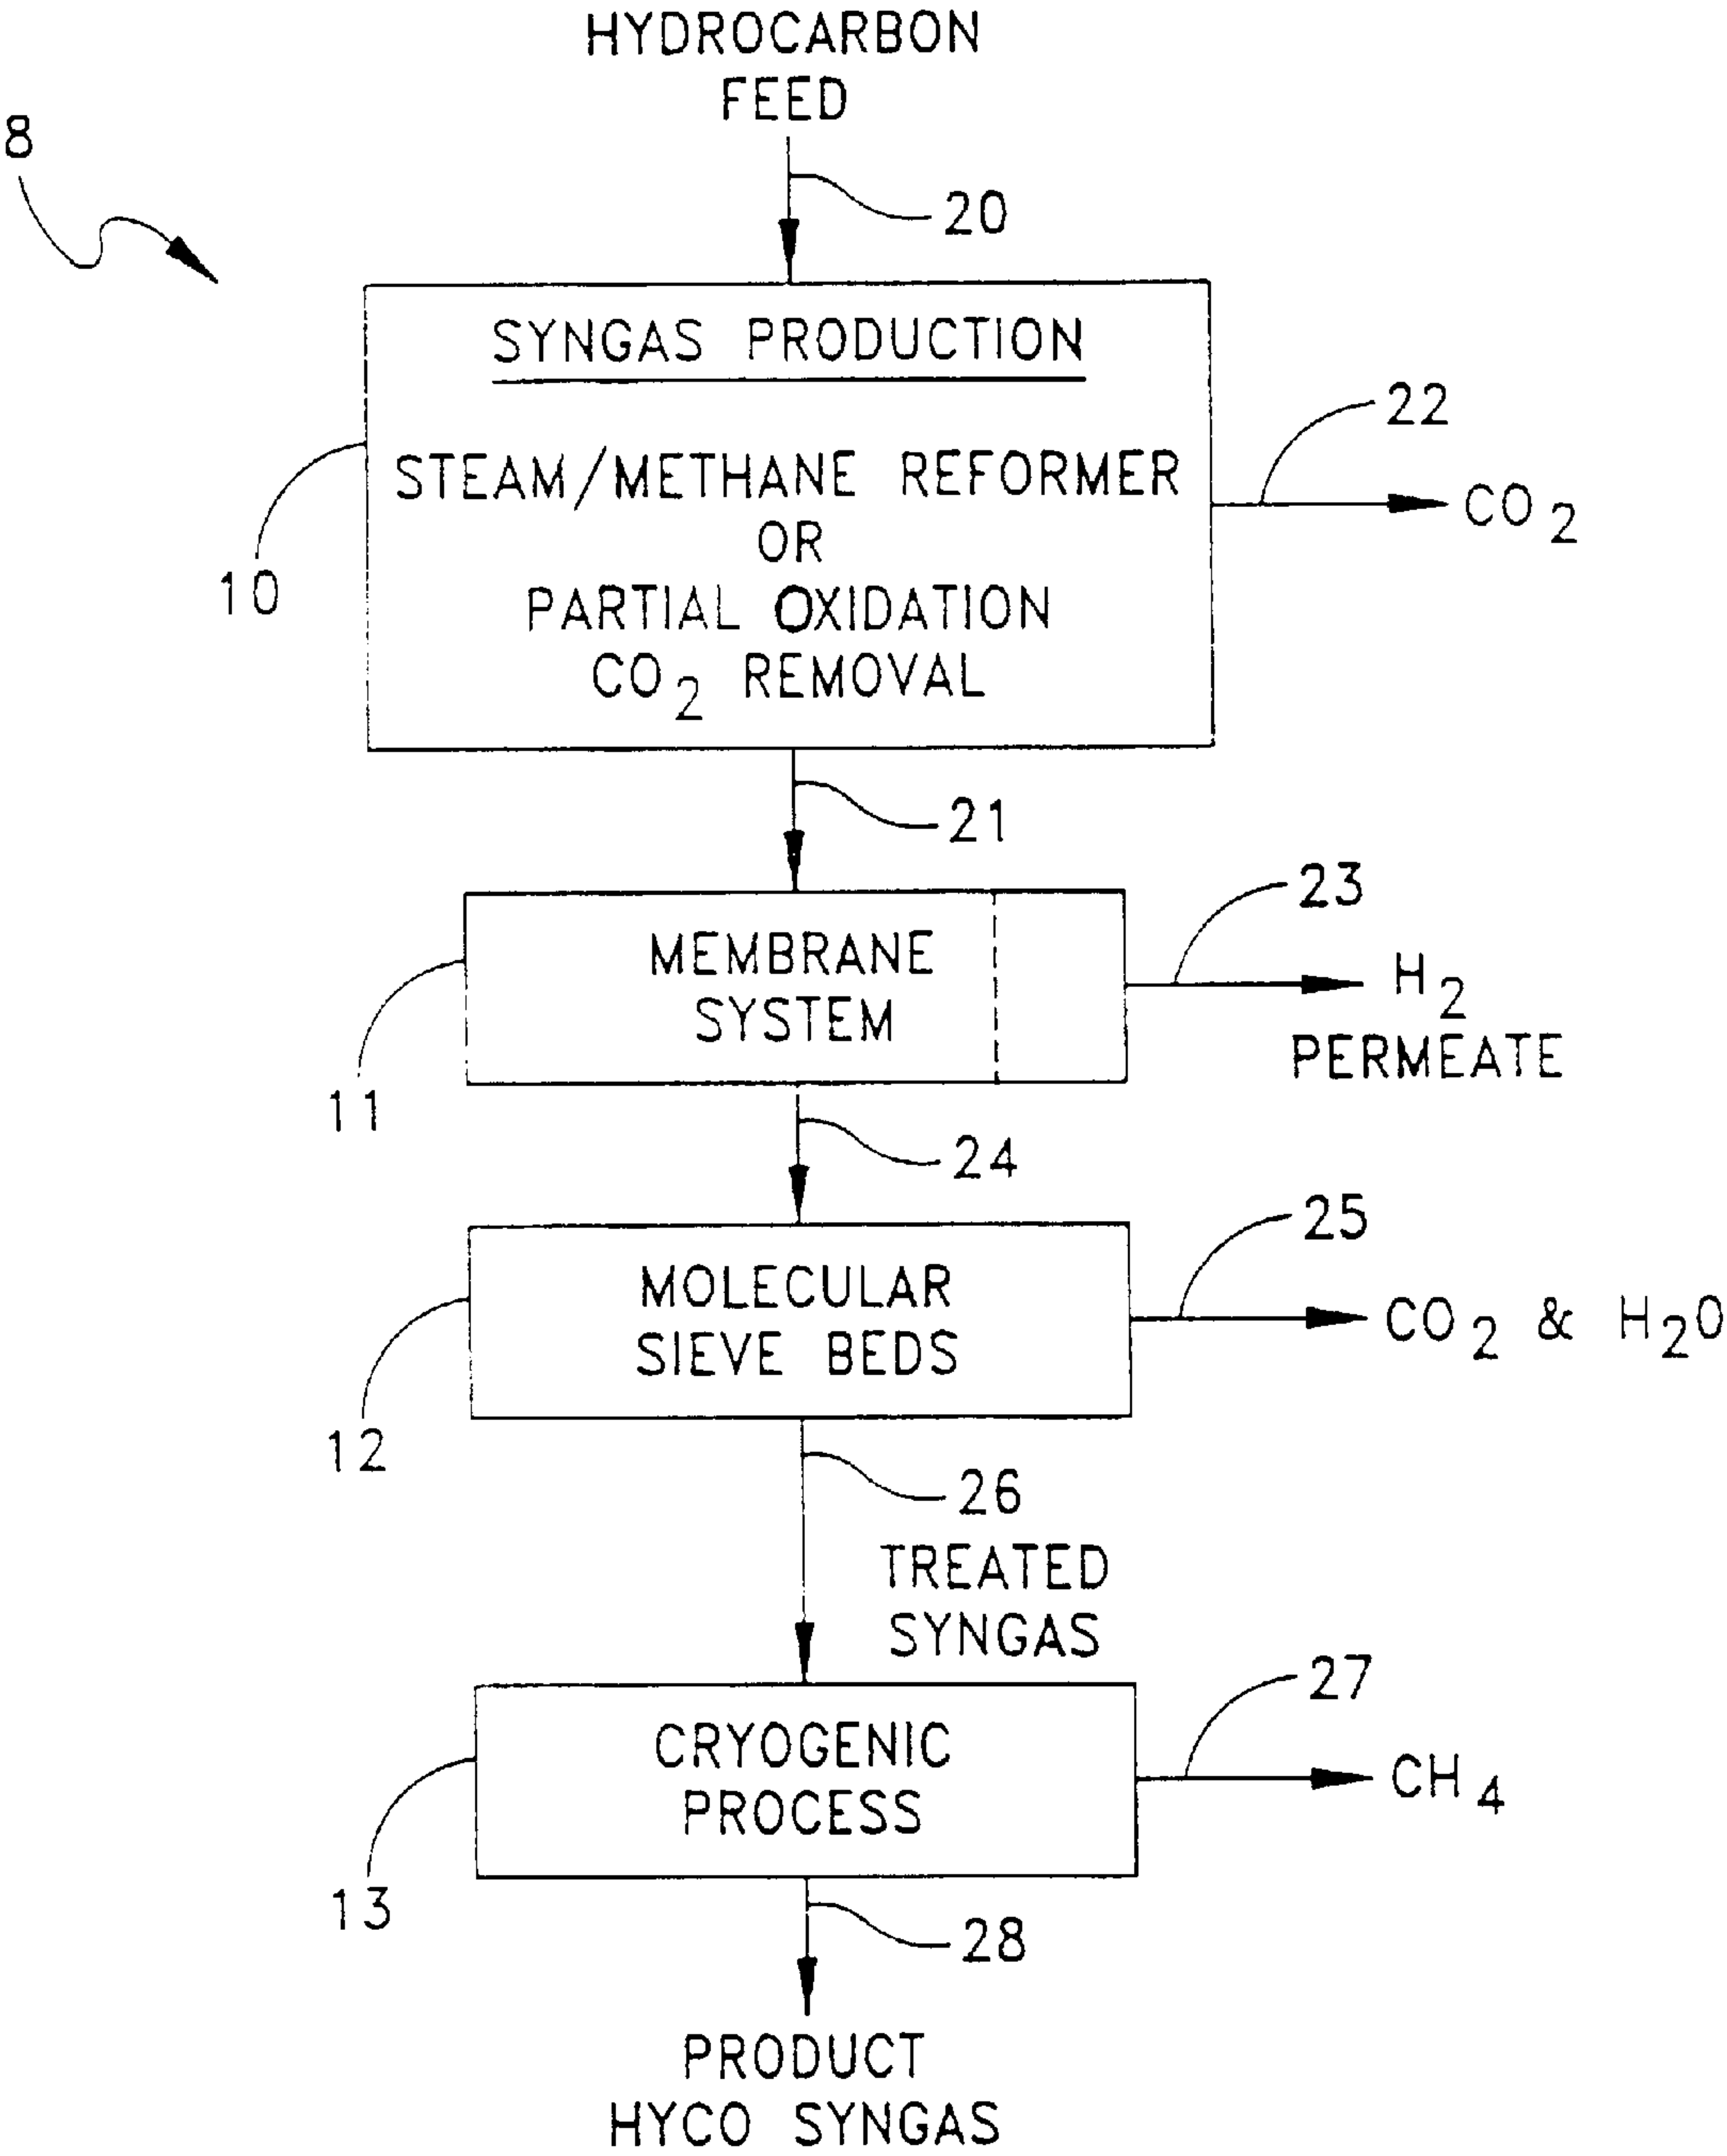 HYDROCARBON
FEED
8
20
SYNGAS PRODUCTION
22
STEAM/METHANE REFORMER
CO2
OR
10
PARTIAL OXIDATION
CO2 REMOVAL
21
23
MEMBRANE
SYSTEM
H2
PERMEATE
11
24
25
MOLECULAR
SIEVE BEDS
CO2 & H2O
12
26
TREATED
SYNGAS
27
CRYOGENIC
PROCESS
CH4
13
28
PRODUCT
HYCO SYNGAS